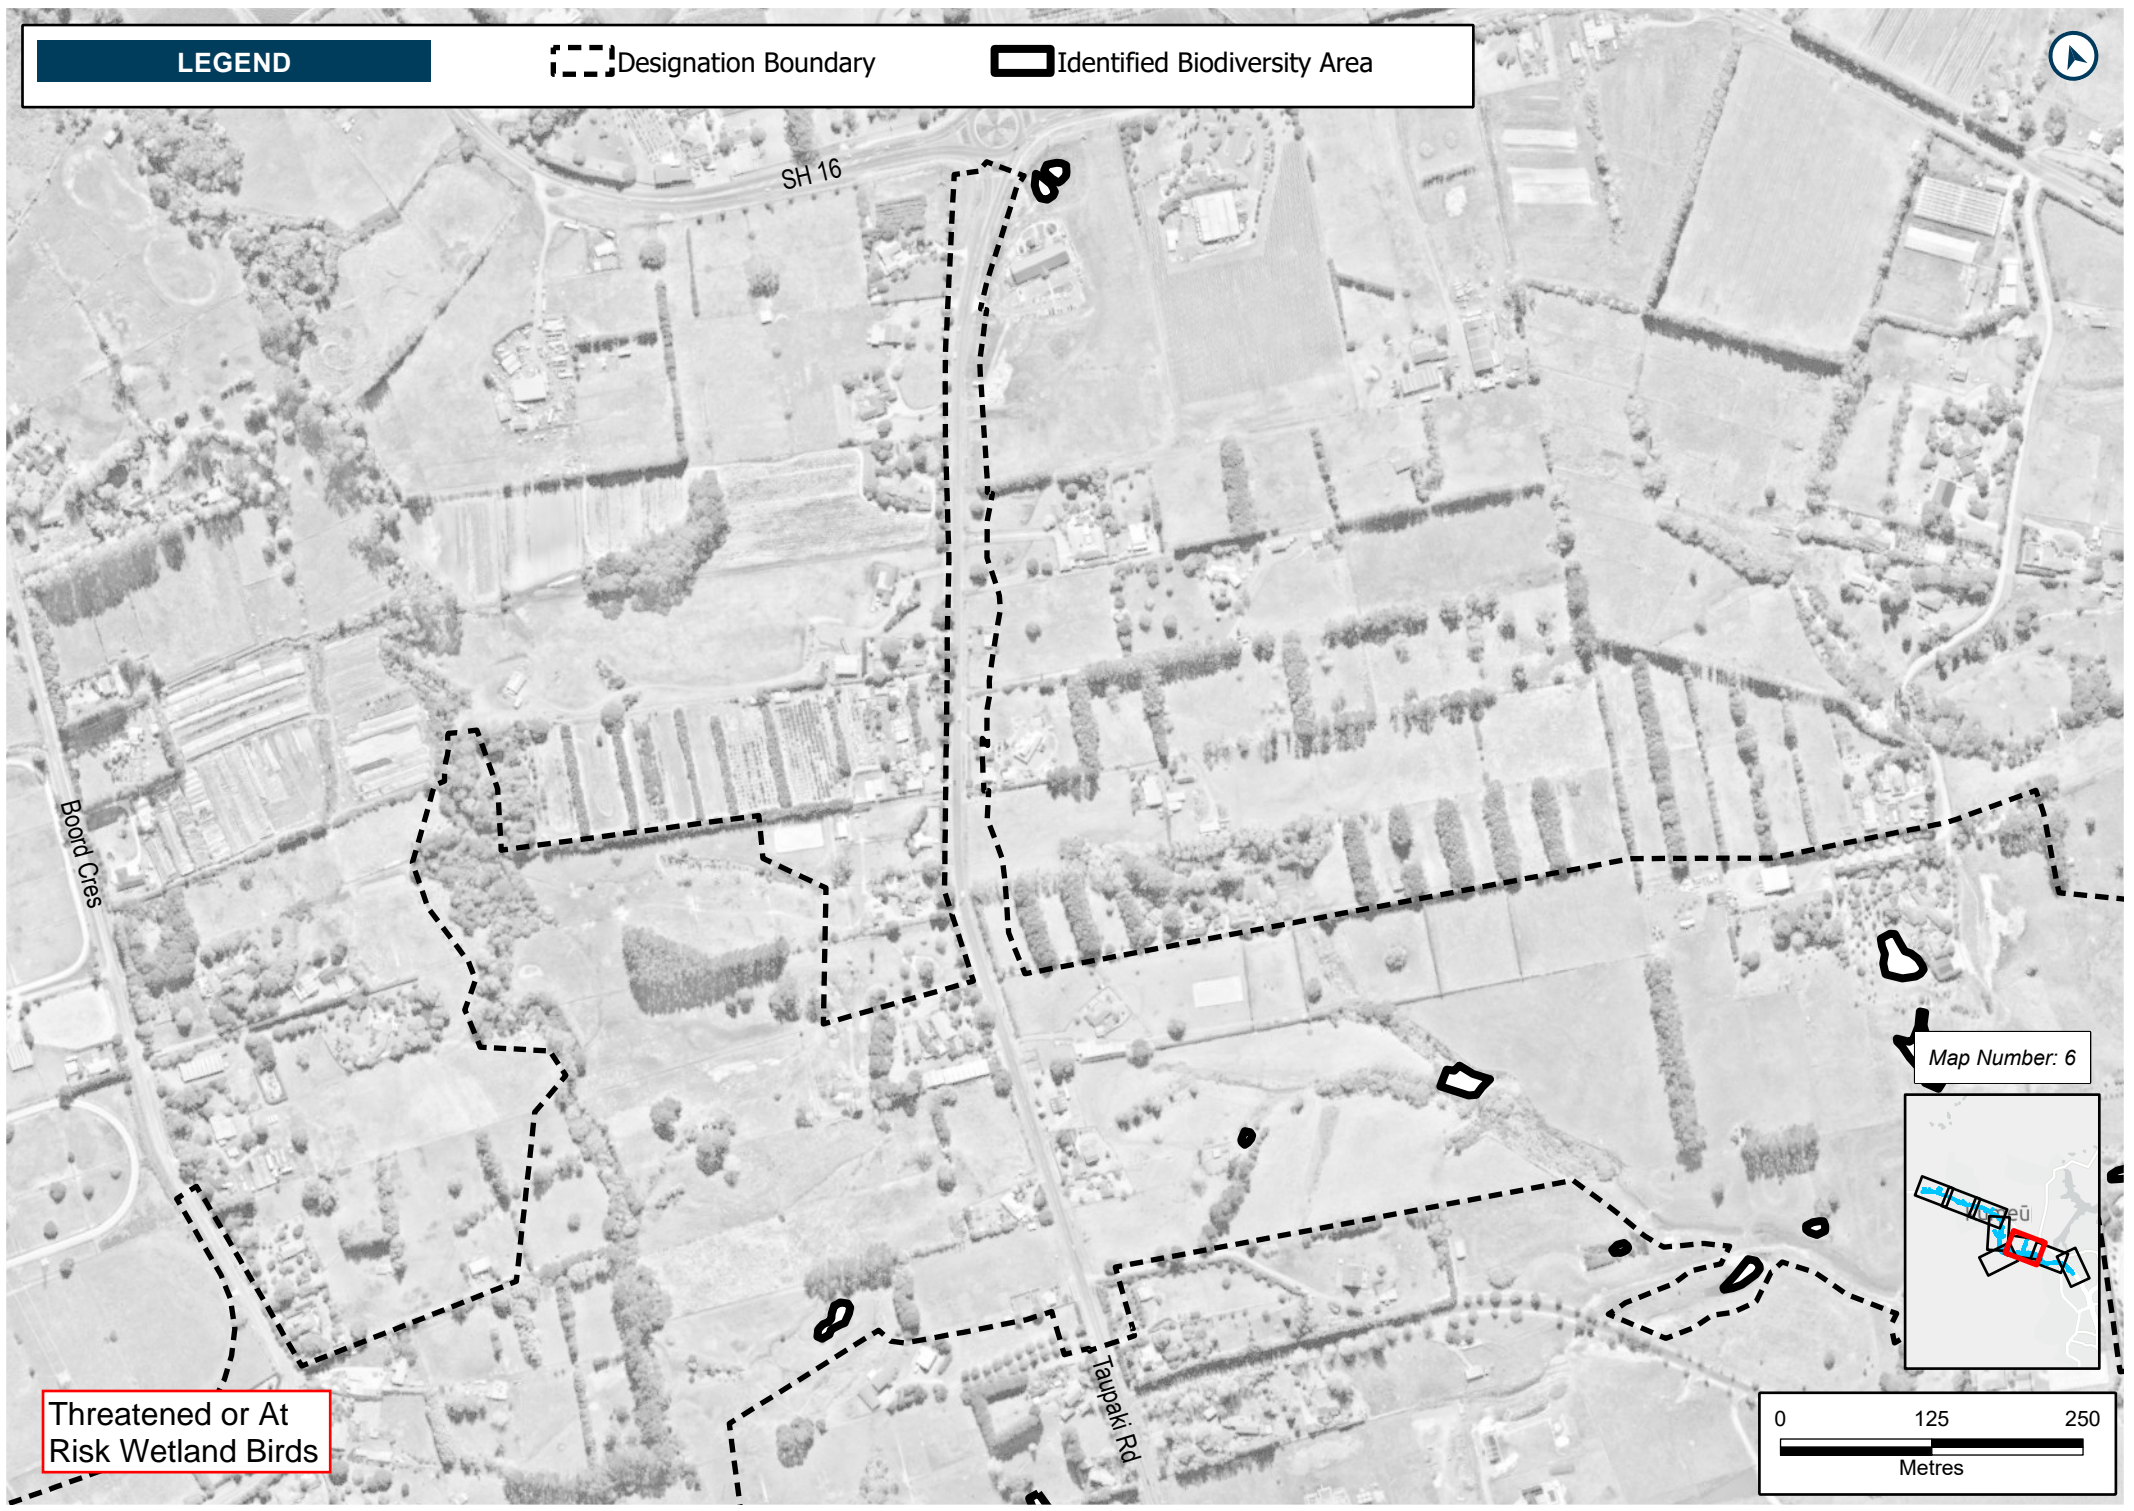 LEGEND
Designation Boundary
Identified Biodiversity Area
SH 16
Boord Cres
Map Number: 6
Threatened or At
Risk Wetland Birds
Taupaki Rd
0 125 250
Metres